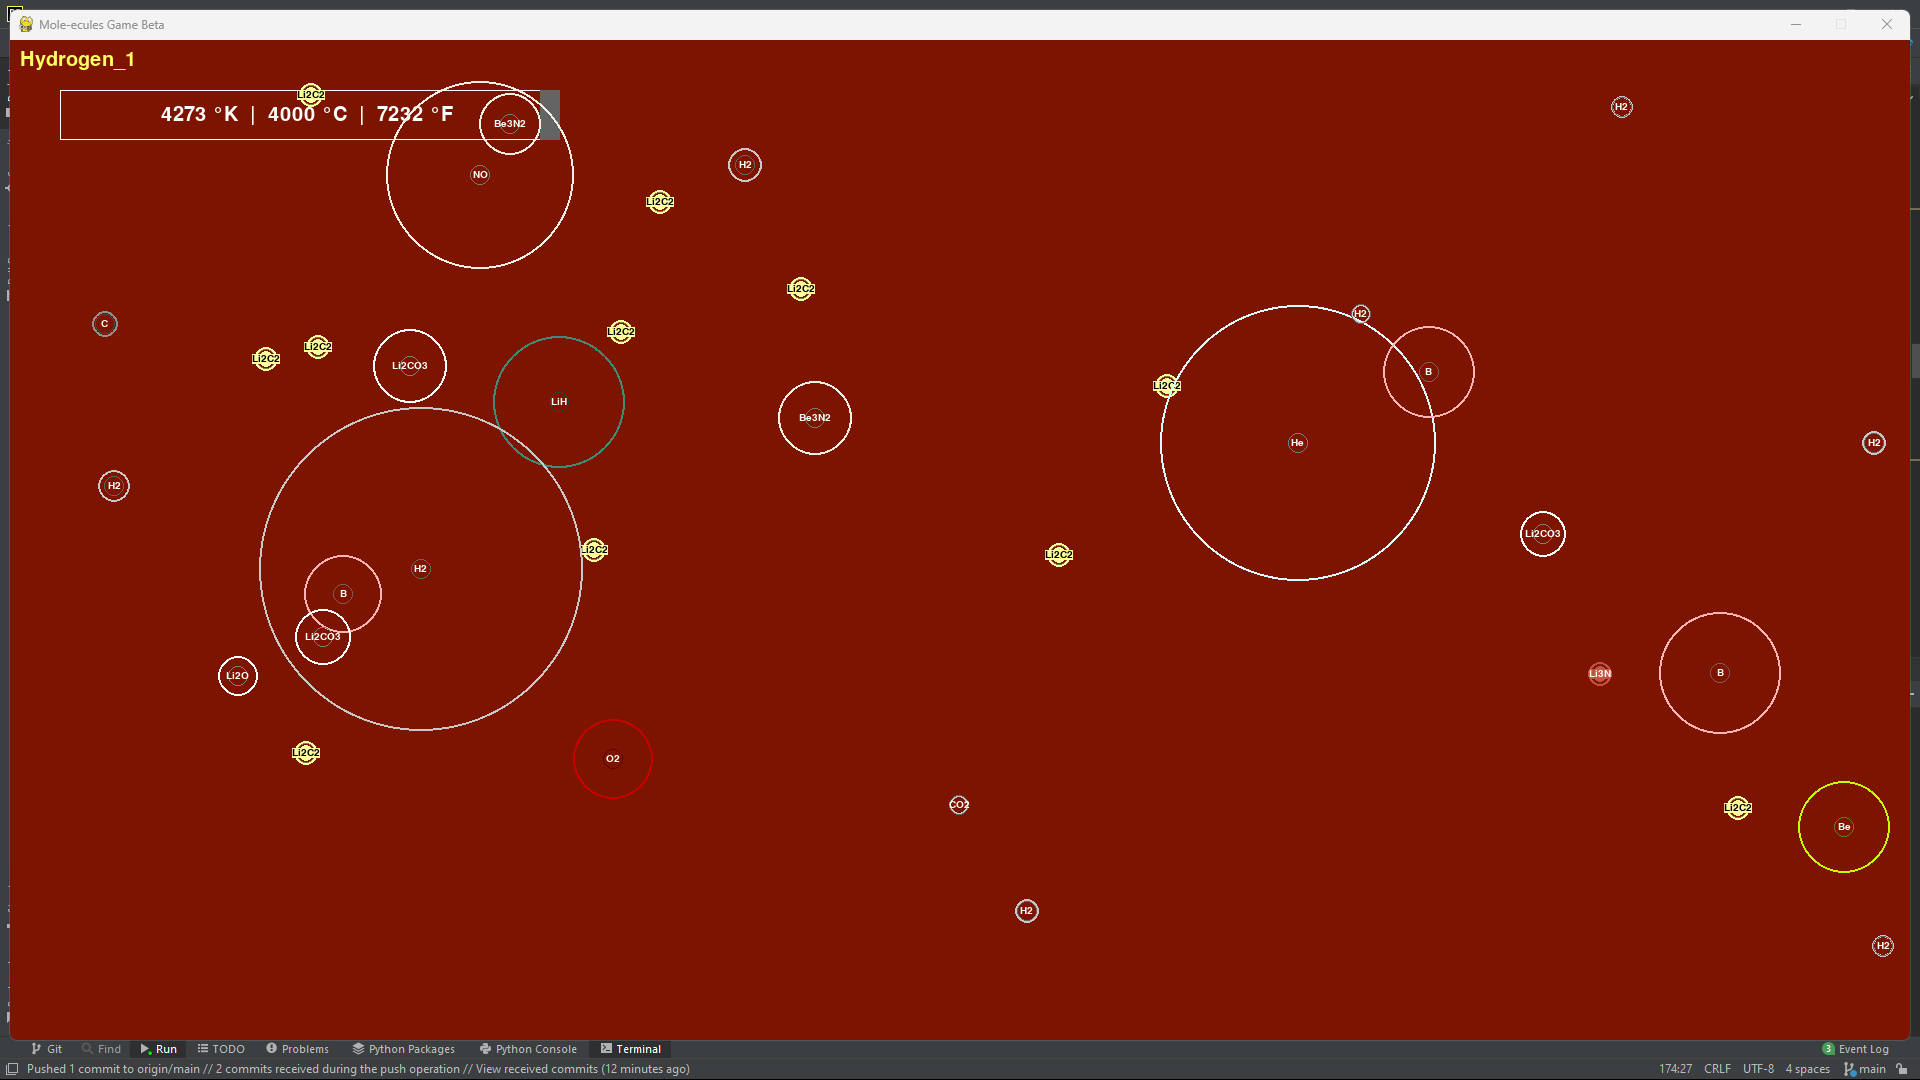 Mole-ecules Game Beta
Hydrogen_1
Li2C2
4273 °K | 4000 °C | 7232 °F
Be3N2
H2
H2
NO
Li2C2
Li2C2
H2
C
Li2C2
Li2C2
Li2C2
Li2CO3
B
Li2C2
LiH
Be3N2
He
H2
H2
Li2CO3
Li2C2
Li2C2
H2
B
Li2CO3
Li2O
Li3N
B
Li2C2
O2
CO2
Li2C2
Be
H2
H2
Git Find Run TODO Problems Python Packages Python Console Terminal 3 Event Log
Pushed 1 commit to origin/main // 2 commits received during the push operation // View received commits (12 minutes ago) 174:27 CRLF UTF-8 4 spaces main